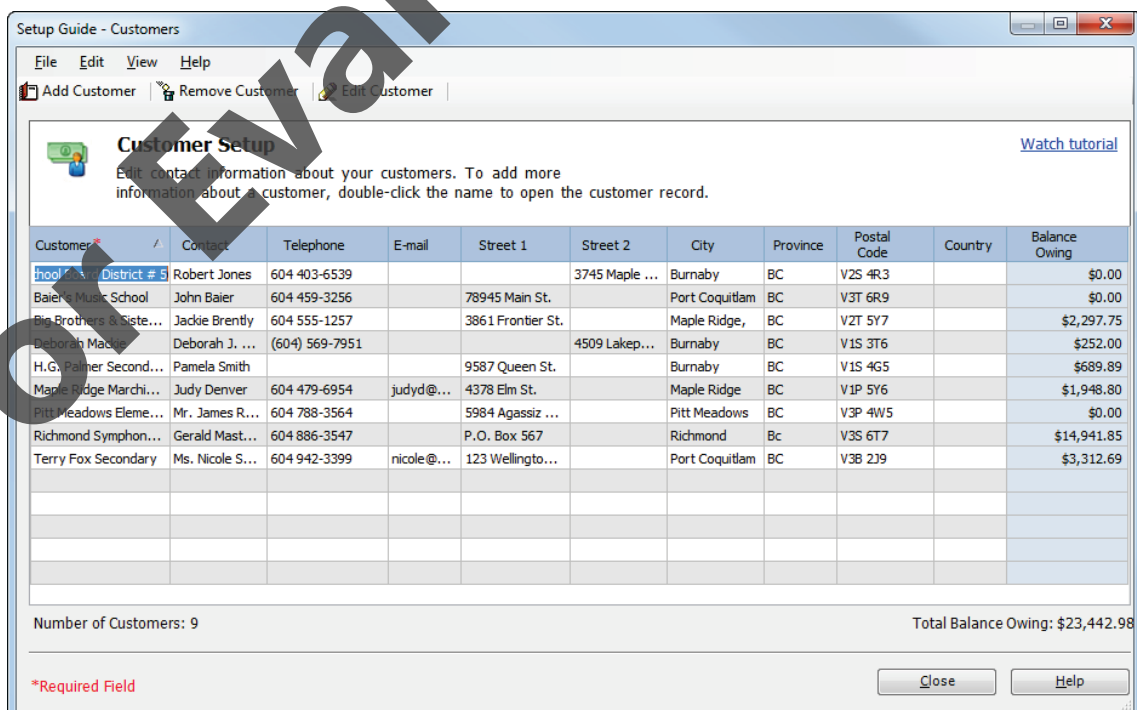 Setup Guide - Customers
File Edit View Help
Add Customer Remove Customer Edit Customer
Customer Setup
Watch tutorial
Edit contact information about your customers. To add more
information about a customer, double-click the name to open the customer record.
Customer* Contact Telephone E-mail Street 1 Street 2 City Province Postal Code Country Balance Owing
hool Board District # 5 Robert Jones 604 403-6539 3745 Maple ... Burnaby BC V2S 4R3 $0.00
Baier's Music School John Baier 604 459-3256 78945 Main St. Port Coquitlam BC V3T 6R9 $0.00
Big Brothers & Siste... Jackie Brently 604 555-1257 3861 Frontier St. Maple Ridge, BC V2T 5Y7 $2,297.75
Deborah Mackie Deborah J. ... (604) 569-7951 4509 Lakep... Burnaby BC V1S 3T6 $252.00
H.G. Palmer Second... Pamela Smith 9587 Queen St. Burnaby BC V1S 4G5 $689.89
Maple Ridge Marchi... Judy Denver 604 479-6954 judyd@... 4378 Elm St. Maple Ridge BC V1P 5Y6 $1,948.80
Pitt Meadows Eleme... Mr. James R... 604 788-3564 5984 Agassiz ... Pitt Meadows BC V3P 4W5 $0.00
Richmond Symphon... Gerald Mast... 604 886-3547 P.O. Box 567 Richmond Bc V3S 6T7 $14,941.85
Terry Fox Secondary Ms. Nicole S... 604 942-3399 nicole@... 123 Wellingto... Port Coquitlam BC V3B 2J9 $3,312.69
Number of Customers: 9 Total Balance Owing: $23,442.98
*Required Field
Close Help
or Eval